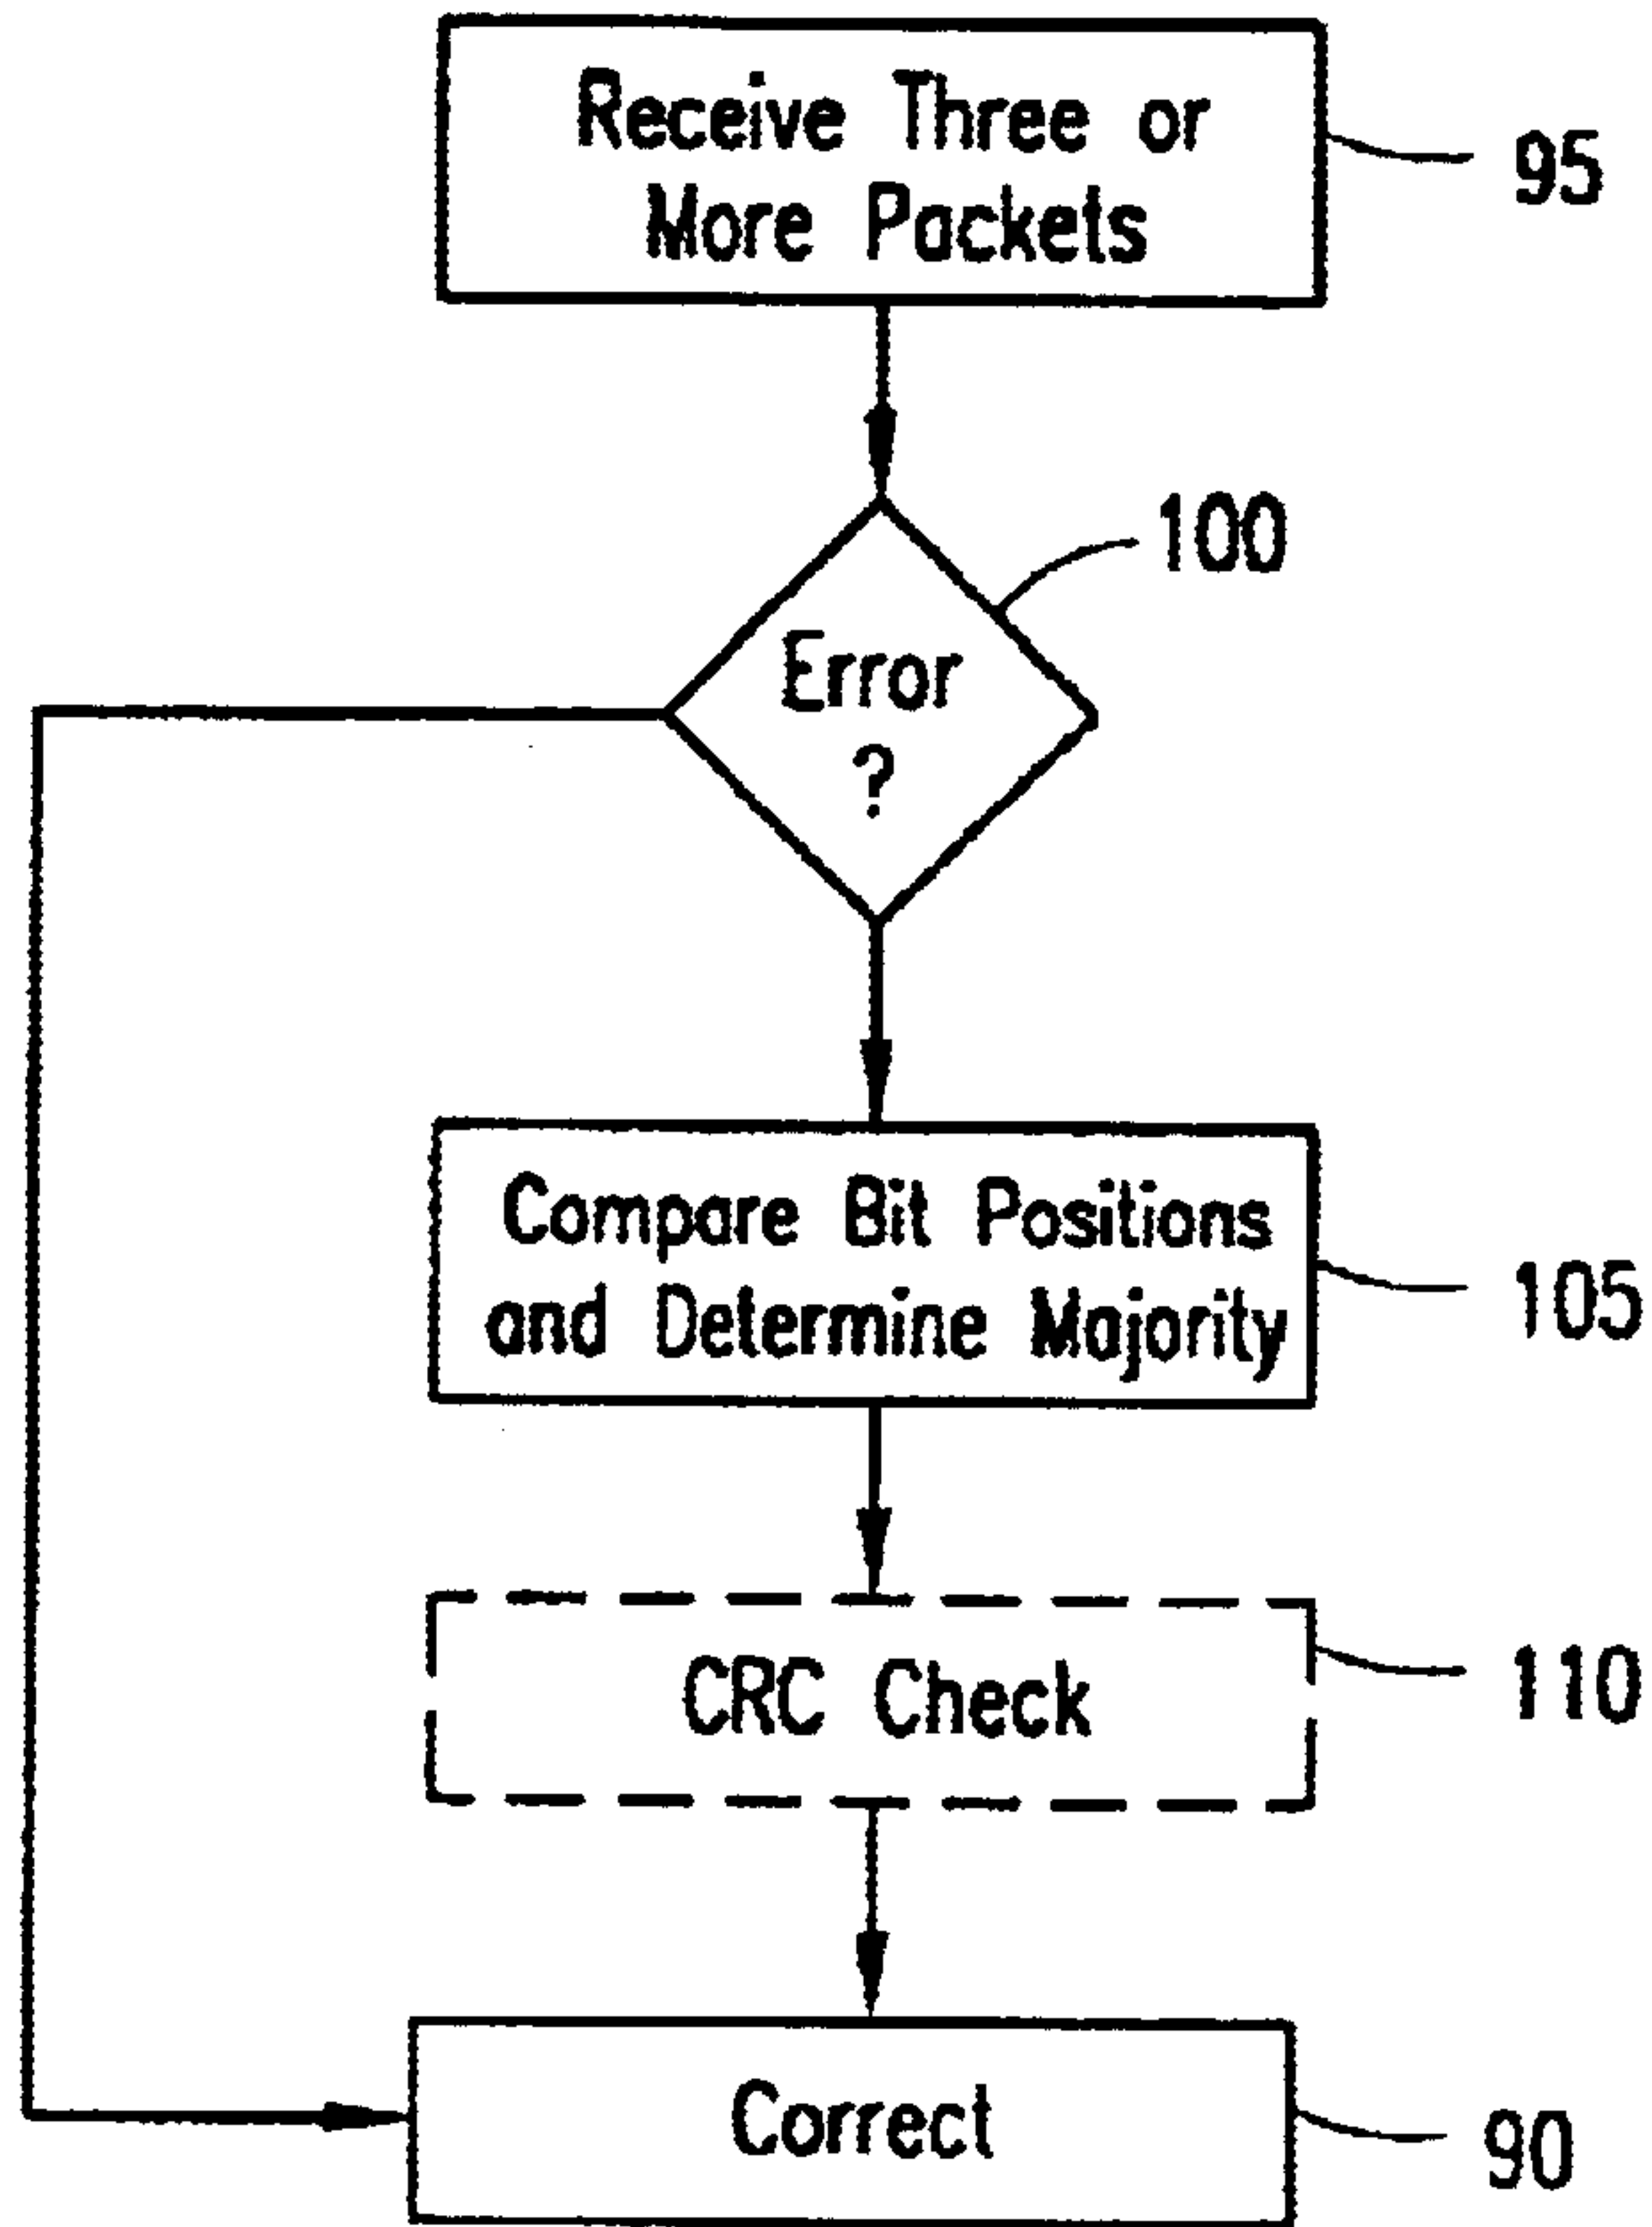 Receive Three or
More Packets
95
100
Error
?
Compare Bit Positions
and Determine Majority
105
CRC Check
110
Correct
90